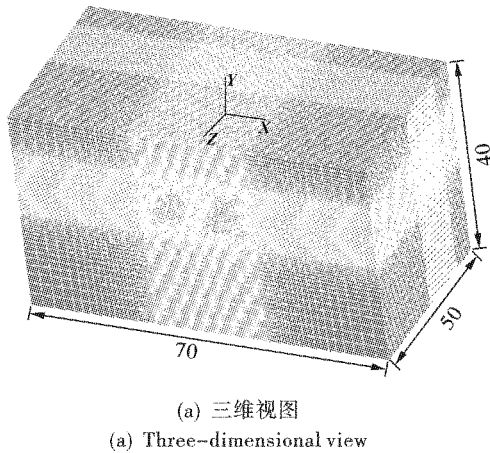 Y
X
Z
40
50
70
(a) 三维视图
(a) Three-dimensional view